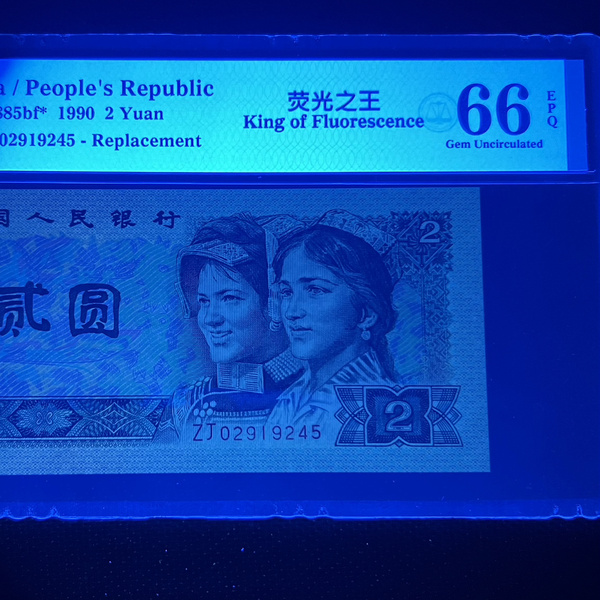 a / People's Republic
885bf* 1990 2 Yuan
02919245 - Replacement
荧光之王
King of Fluorescence
66
EPQ
Gem Uncirculated
国人民银行
2
贰圆
2
ZJ02919245